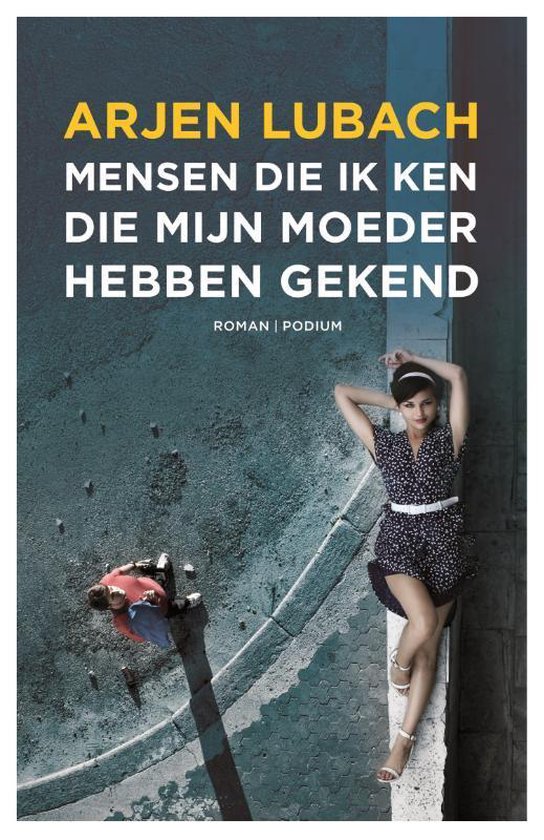 ARJEN LUBACH
MENSEN DIE IK KEN
DIE MIJN MOEDER
HEBBEN GEKEND
ROMAN | PODIUM